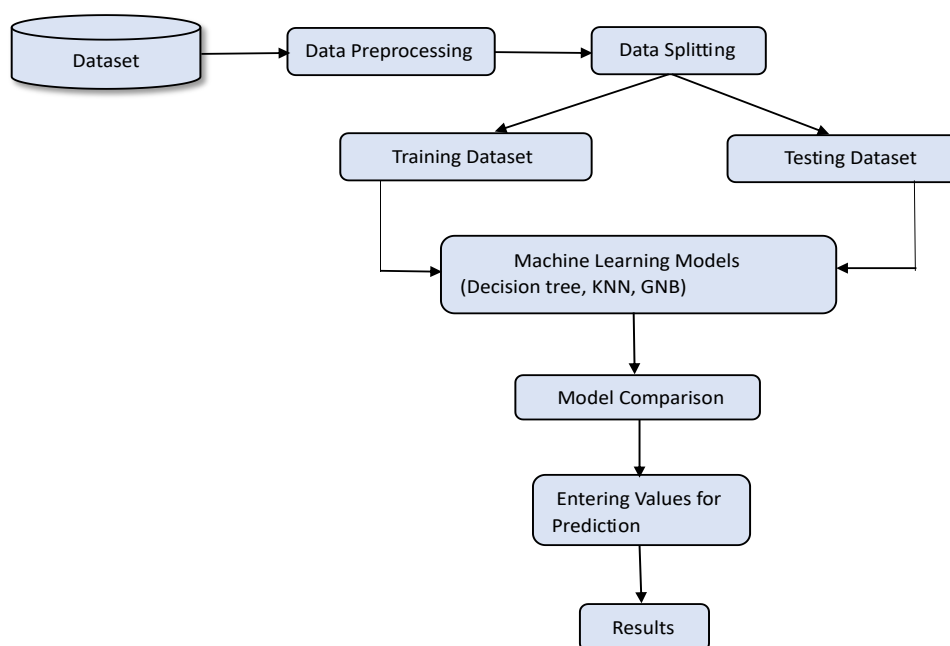 Dataset
Data Preprocessing
Data Splitting
Training Dataset
Testing Dataset
Machine Learning Models
(Decision tree, KNN, GNB)
Model Comparison
Entering Values for
Prediction
Results